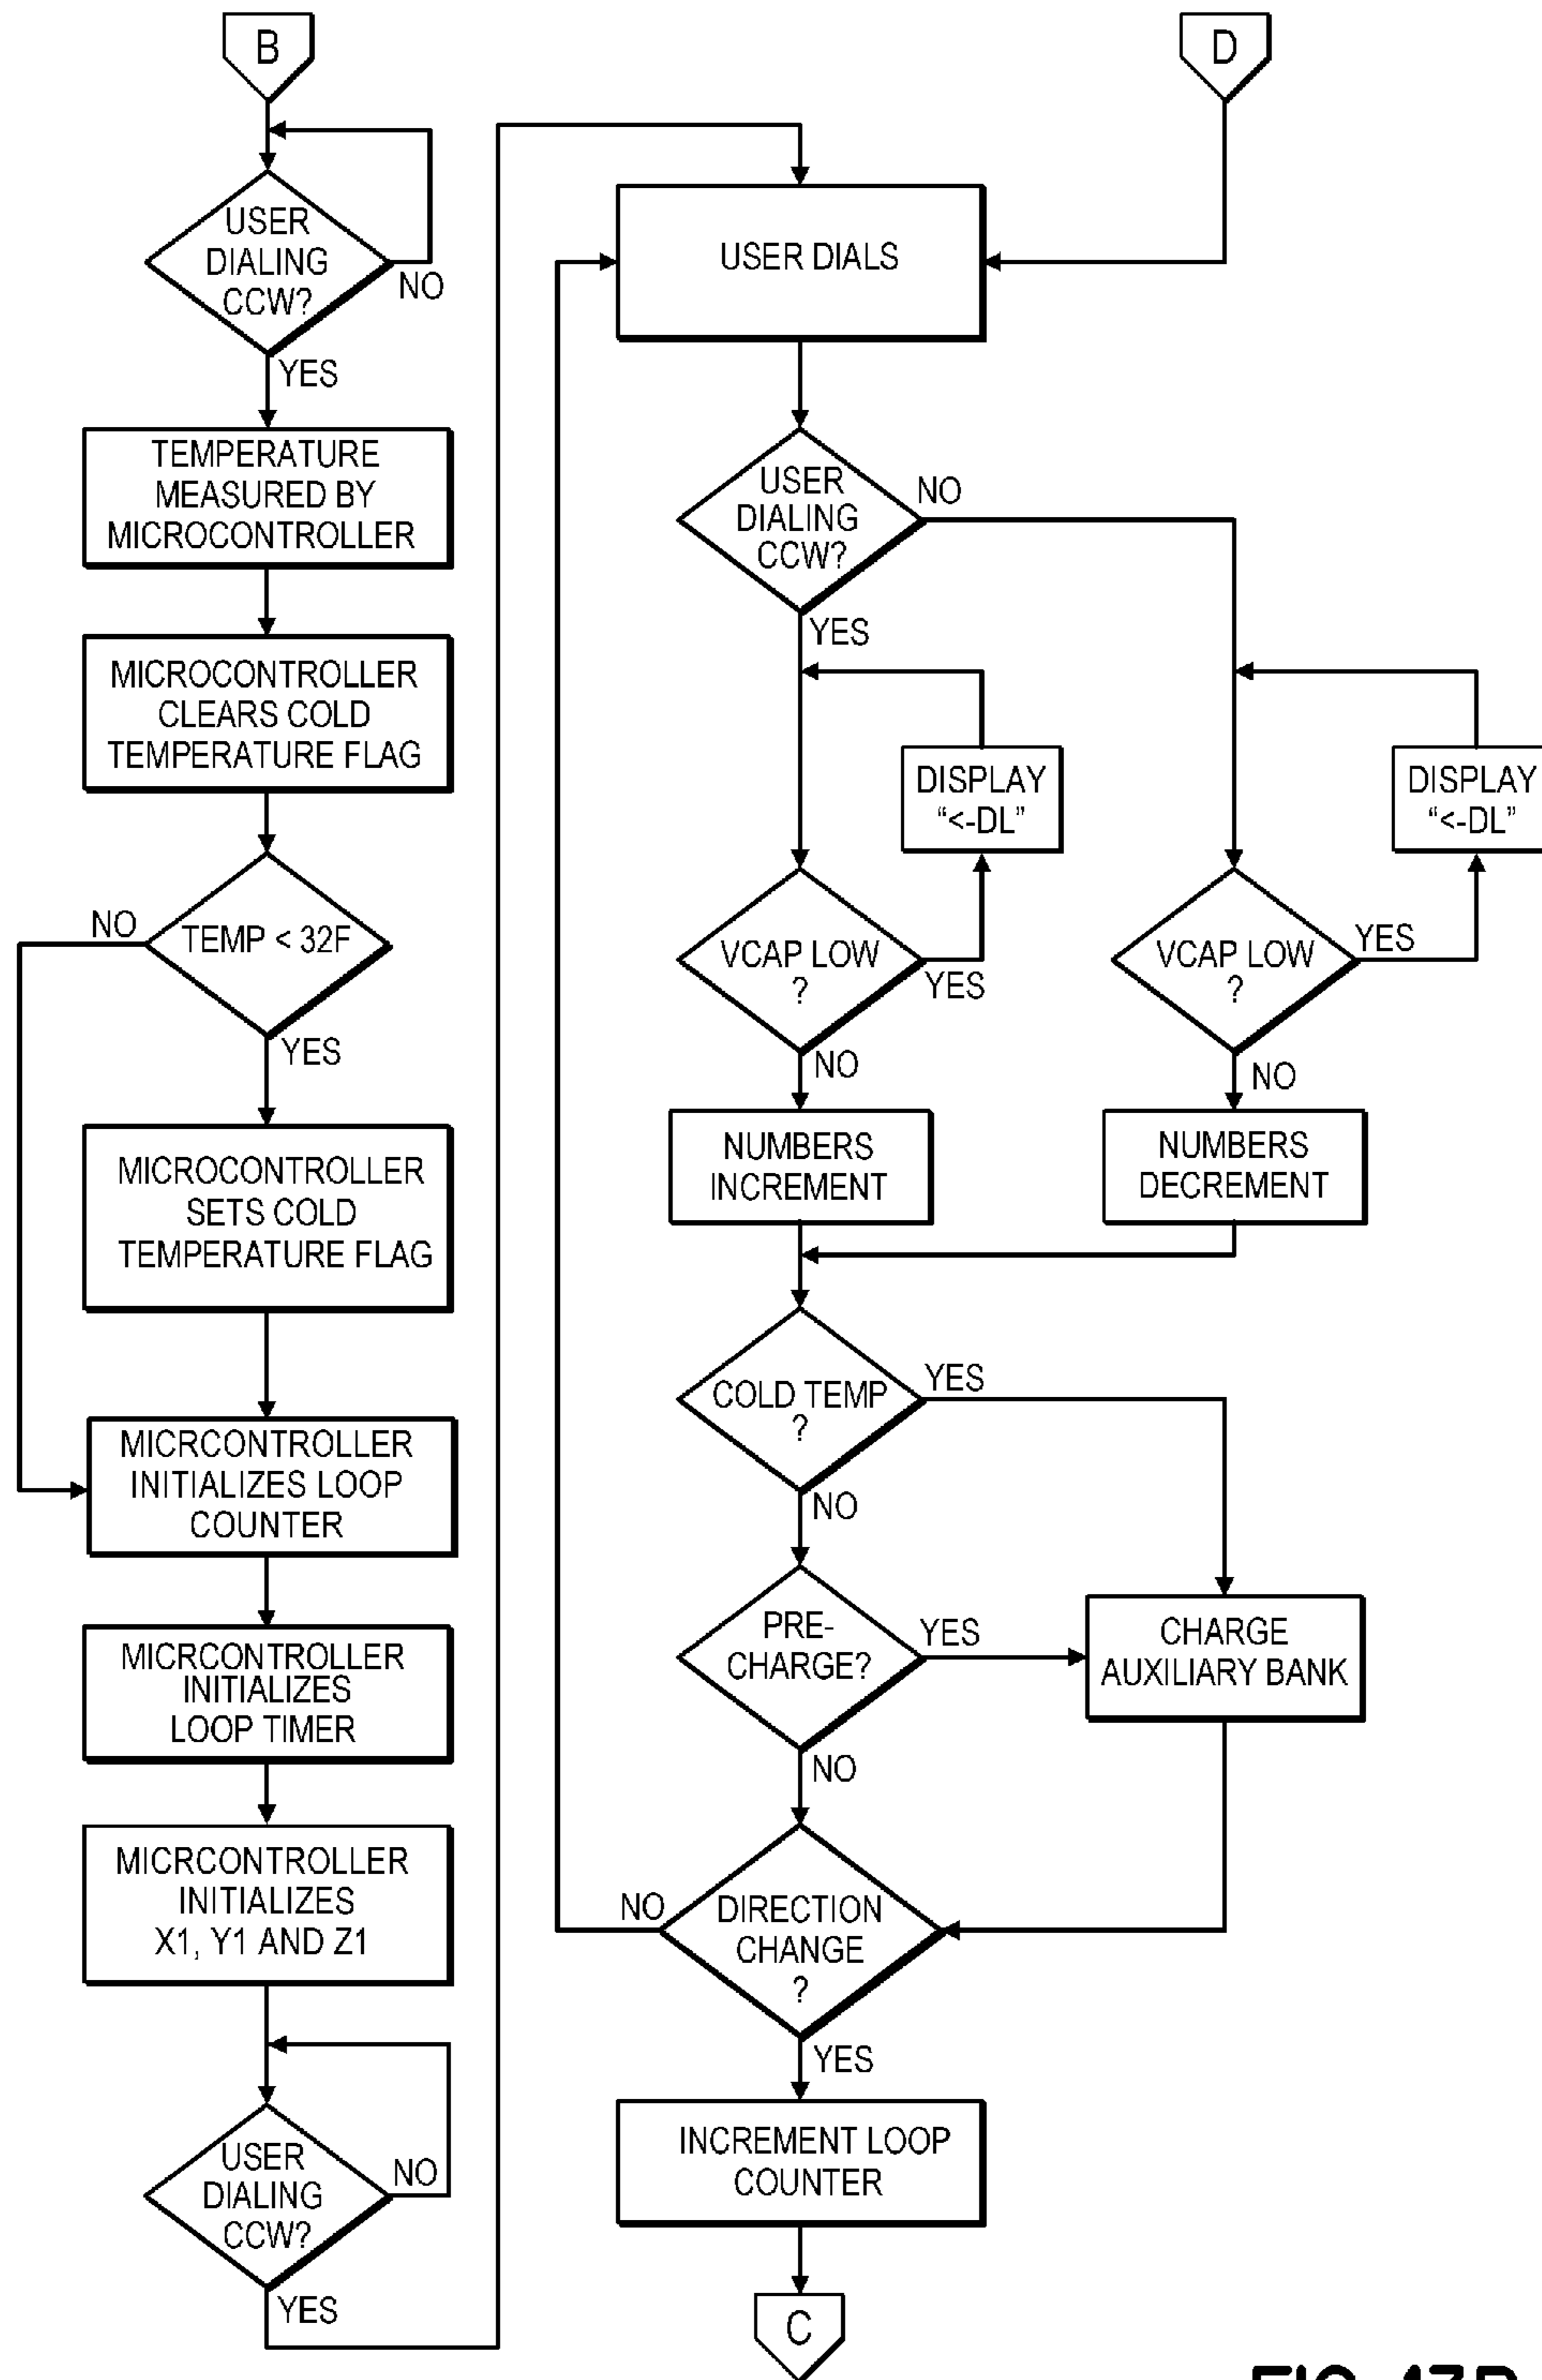 B
USER
DIALING
CCW?
NO
YES
TEMPERATURE
MEASURED BY
MICROCONTROLLER
MICROCONTROLLER
CLEARS COLD
TEMPERATURE FLAG
NO
TEMP < 32F
YES
MICROCONTROLLER
SETS COLD
TEMPERATURE FLAG
MICRCONTROLLER
INITIALIZES LOOP
COUNTER
MICRCONTROLLER
INITIALIZES
LOOP TIMER
MICRCONTROLLER
INITIALIZES
X1, Y1 AND Z1
USER
DIALING
CCW?
NO
YES
D
USER DIALS
USER
DIALING
CCW?
NO
YES
DISPLAY
“<-DL”
DISPLAY
“<-DL”
VCAP LOW
?
YES
NO
VCAP LOW
?
YES
NO
NUMBERS
INCREMENT
NUMBERS
DECREMENT
COLD TEMP
?
YES
NO
PRE-
CHARGE?
YES
NO
CHARGE
AUXILIARY BANK
DIRECTION
CHANGE
?
NO
YES
INCREMENT LOOP
COUNTER
C